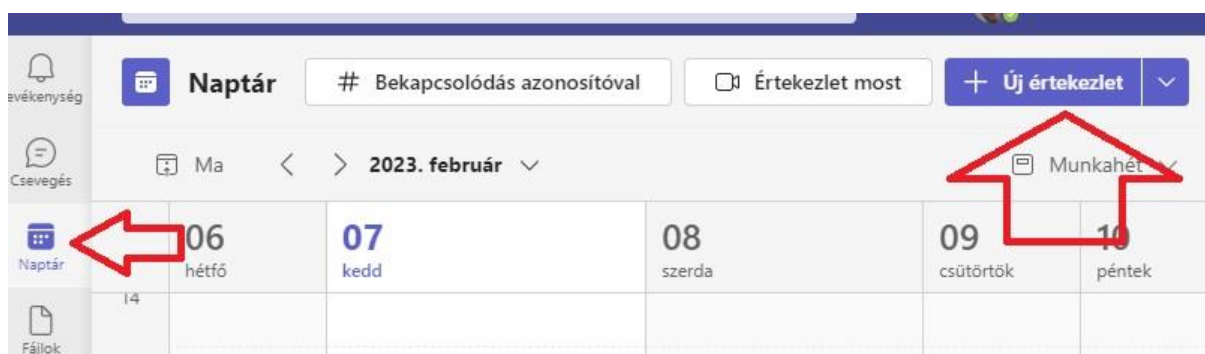 Naptár
# Bekapcsolódás azonosítóval
Értekezlet most
+ Új értekezlet
evékenység
Csevegés
Naptár
Fájlok
Ma
2023. február
Munkahét
06
hétfő
07
kedd
08
szerda
09
csütörtök
10
péntek
14